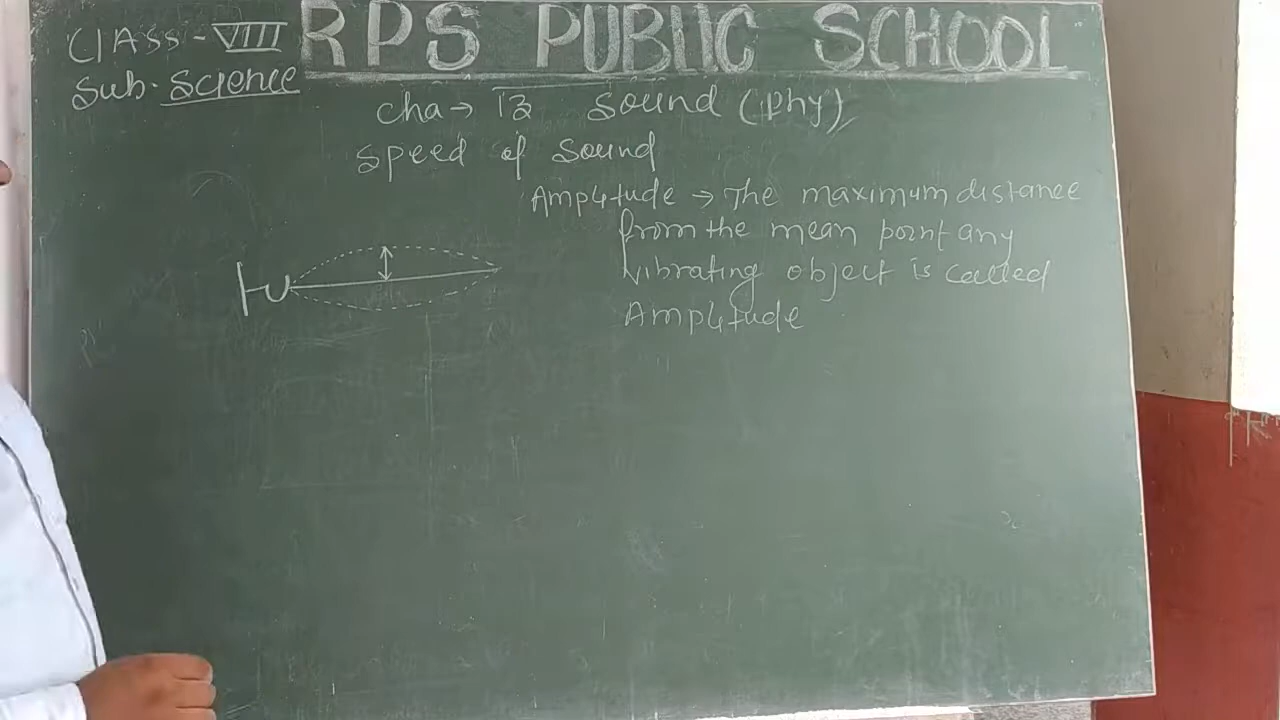 RPS PUBLIC SCHOOL
Class - VIII
Sub. Science
Cha → 13 Sound (Phy)
Speed of Sound
Amplitude → The maximum distance
from the mean point any
vibrating object is called
Amplitude